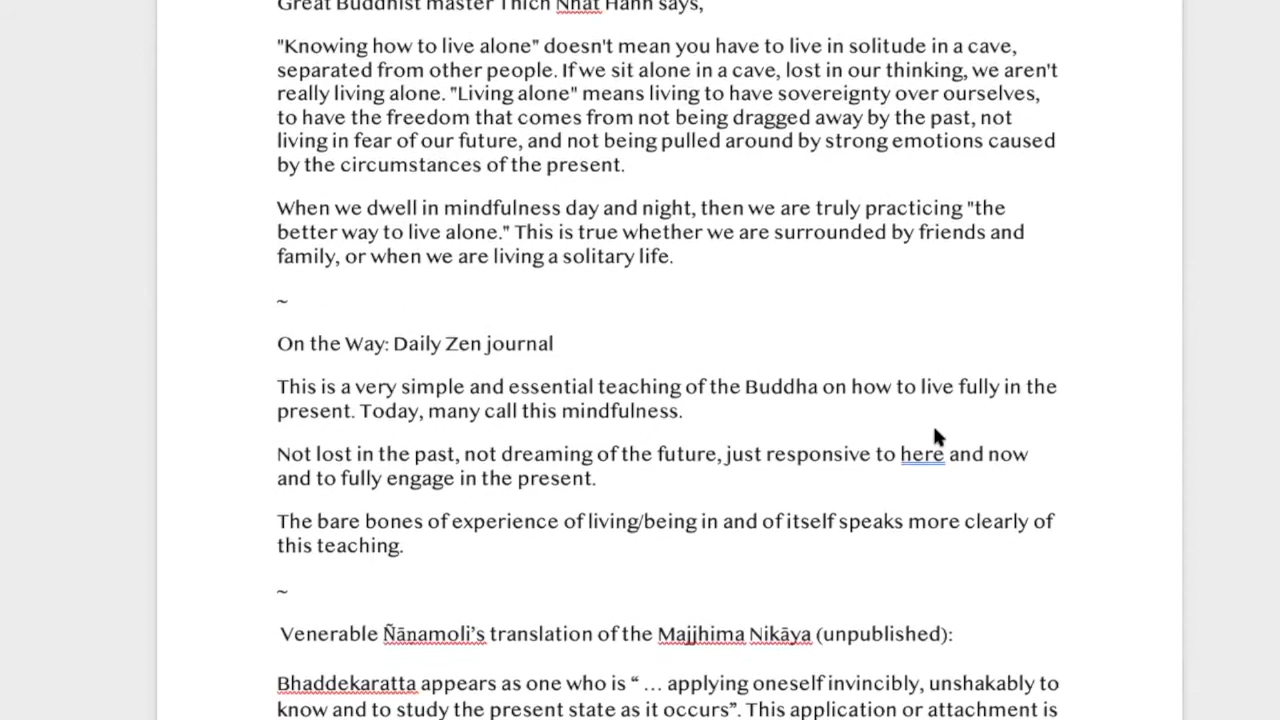 Great Buddhist master Thich Nhat Hanh says,
"Knowing how to live alone" doesn't mean you have to live in solitude in a cave,
separated from other people. If we sit alone in a cave, lost in our thinking, we aren't
really living alone. "Living alone" means living to have sovereignty over ourselves,
to have the freedom that comes from not being dragged away by the past, not
living in fear of our future, and not being pulled around by strong emotions caused
by the circumstances of the present.
When we dwell in mindfulness day and night, then we are truly practicing "the
better way to live alone." This is true whether we are surrounded by friends and
family, or when we are living a solitary life.
~
On the Way: Daily Zen journal
This is a very simple and essential teaching of the Buddha on how to live fully in the
present. Today, many call this mindfulness.
Not lost in the past, not dreaming of the future, just responsive to here and now
and to fully engage in the present.
The bare bones of experience of living/being in and of itself speaks more clearly of
this teaching.
~
Venerable Ñāṇamoli’s translation of the Majjhima Nikāya (unpublished):
Bhaddekaratta appears as one who is “ … applying oneself invincibly, unshakably to
know and to study the present state as it occurs”. This application or attachment is